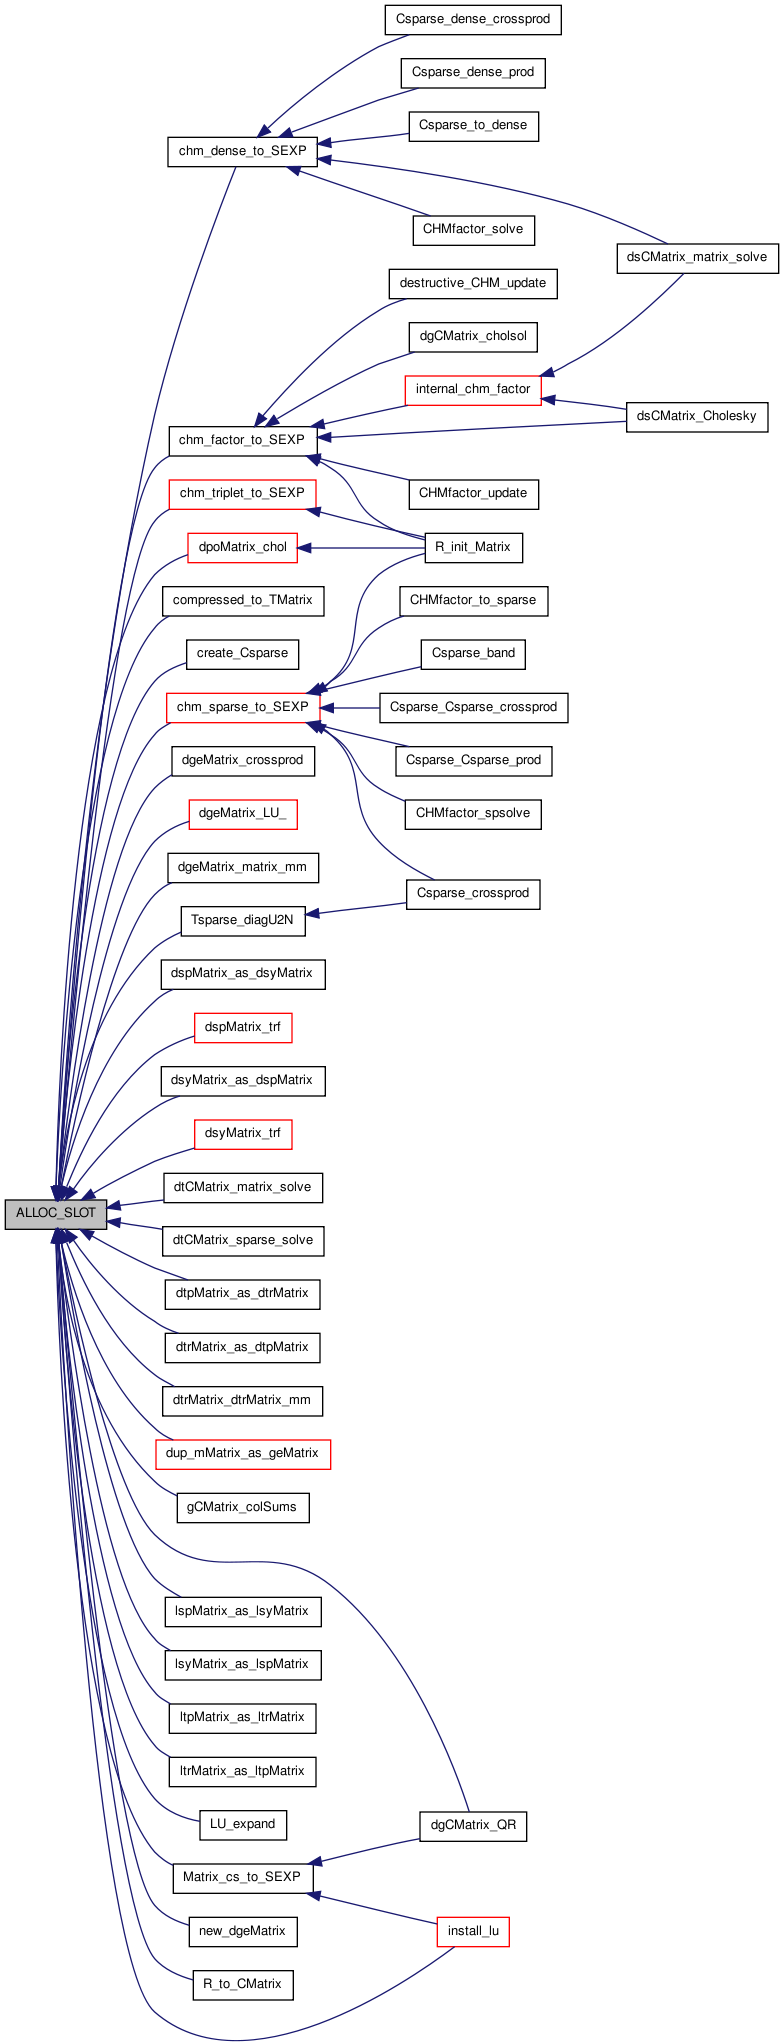 Csparse_dense_crossprod
Csparse_dense_prod
Csparse_to_dense
chm_dense_to_SEXP
CHMfactor_solve
dsCMatrix_matrix_solve
destructive_CHM_update
dgCMatrix_cholsol
internal_chm_factor
dsCMatrix_Cholesky
chm_factor_to_SEXP
chm_triplet_to_SEXP
CHMfactor_update
dpoMatrix_chol
R_init_Matrix
compressed_to_TMatrix
CHMfactor_to_sparse
create_Csparse
Csparse_band
chm_sparse_to_SEXP
Csparse_Csparse_crossprod
dgeMatrix_crossprod
Csparse_Csparse_prod
dgeMatrix_LU_
CHMfactor_spsolve
dgeMatrix_matrix_mm
Csparse_crossprod
Tsparse_diagU2N
dspMatrix_as_dsyMatrix
dspMatrix_trf
dsyMatrix_as_dspMatrix
dsyMatrix_trf
dtCMatrix_matrix_solve
ALLOC_SLOT
dtCMatrix_sparse_solve
dtpMatrix_as_dtrMatrix
dtrMatrix_as_dtpMatrix
dtrMatrix_dtrMatrix_mm
dup_mMatrix_as_geMatrix
gCMatrix_colSums
lspMatrix_as_lsyMatrix
lsyMatrix_as_lspMatrix
ltpMatrix_as_ltrMatrix
ltrMatrix_as_ltpMatrix
LU_expand
dgCMatrix_QR
Matrix_cs_to_SEXP
new_dgeMatrix
install_lu
R_to_CMatrix